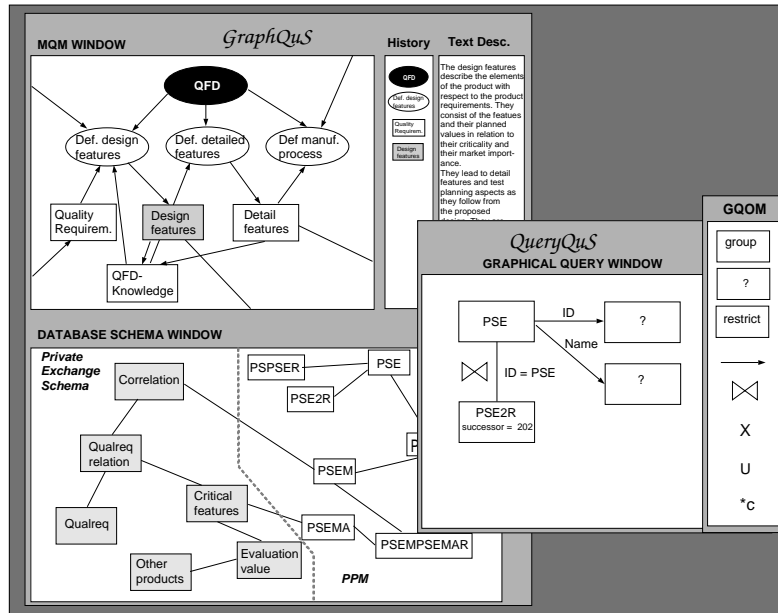 GraphQuS
MQM WINDOW
QFD
Def. design
features
Def. detailed
features
Def manuf.
process
Quality
Requirem.
Design
features
Detail
features
QFD-
Knowledge
History
QFD
Def. design
features
Quality
Requirem.
Design
features
Text Desc.
The design features
describe the elements
of the product with
respect to the product
requirements. They
consist of the featues
and their planned
values in relation to
their criticality and
their market import-
ance.
They lead to detail
features and test
planning aspects as
they follow from
the proposed
DATABASE SCHEMA WINDOW
Private
Exchange
Schema
Correlation
Qualreq
relation
Qualreq
Critical
features
Other
products
Evaluation
value
PSPSER
PSE
PSE2R
PSEM
PSEMA
PSEMPSEMAR
PPM
QueryQuS
GRAPHICAL QUERY WINDOW
PSE
ID
?
Name
?
ID = PSE
PSE2R
successor = 202
GQOM
group
?
restrict
X
U
*c